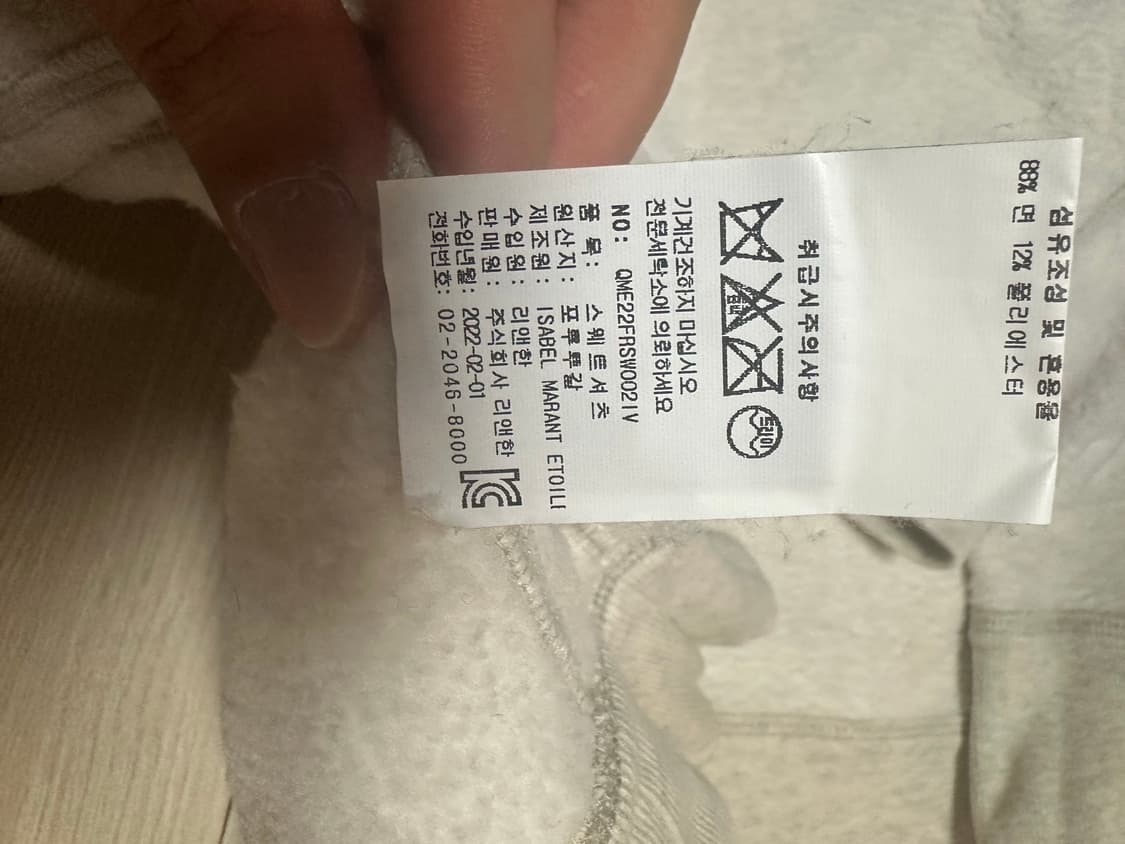 섬유조성 및 혼용율
88% 면 12% 폴리에스터
취급시주의사항
드라이
기계건조하지 마십시오
전문세탁소에 의뢰하세요
NO: QME22FRSW002IV
품 목: 스웨트셔츠
원산지: 포루투갈
제조원: ISABEL MARANT ETOILE
수입원: 리앤한
판매원: 주식회사 리앤한
수입년월: 2022-02-01
전화번호: 02-2046-8000